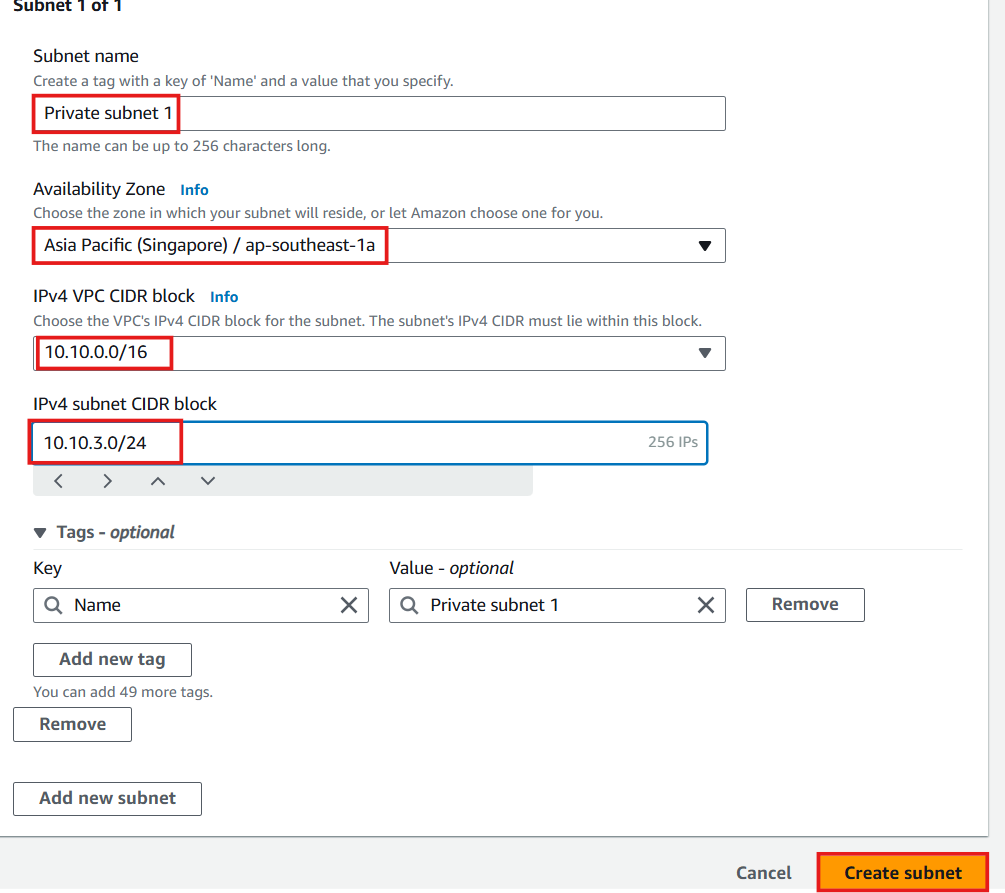 Subnet 1 of 1
Subnet name
Create a tag with a key of 'Name' and a value that you specify.
Private subnet 1
The name can be up to 256 characters long.
Availability Zone Info
Choose the zone in which your subnet will reside, or let Amazon choose one for you.
Asia Pacific (Singapore) / ap-southeast-1a
IPv4 VPC CIDR block Info
Choose the VPC's IPv4 CIDR block for the subnet. The subnet's IPv4 CIDR must lie within this block.
10.10.0.0/16
IPv4 subnet CIDR block
10.10.3.0/24 256 IPs
Tags - optional
Key Value - optional
Name Private subnet 1 Remove
Add new tag
You can add 49 more tags.
Remove
Add new subnet
Cancel Create subnet